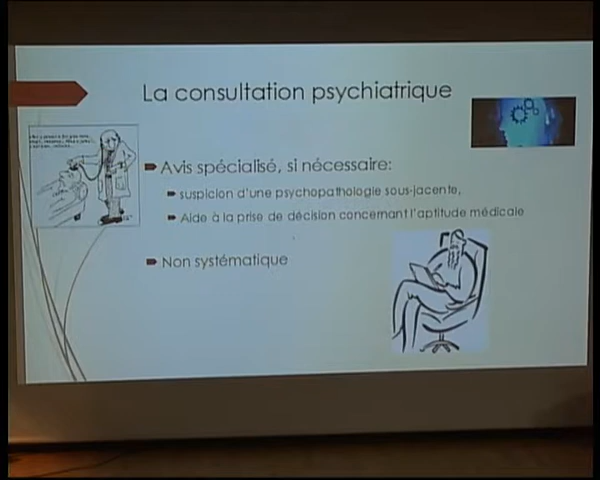 La consultation psychiatrique
Avis spécialisé, si nécessaire:
suspicion d'une psychopathologie sous-jacente,
Aide à la prise de décision concernant l'aptitude médicale
Non systématique